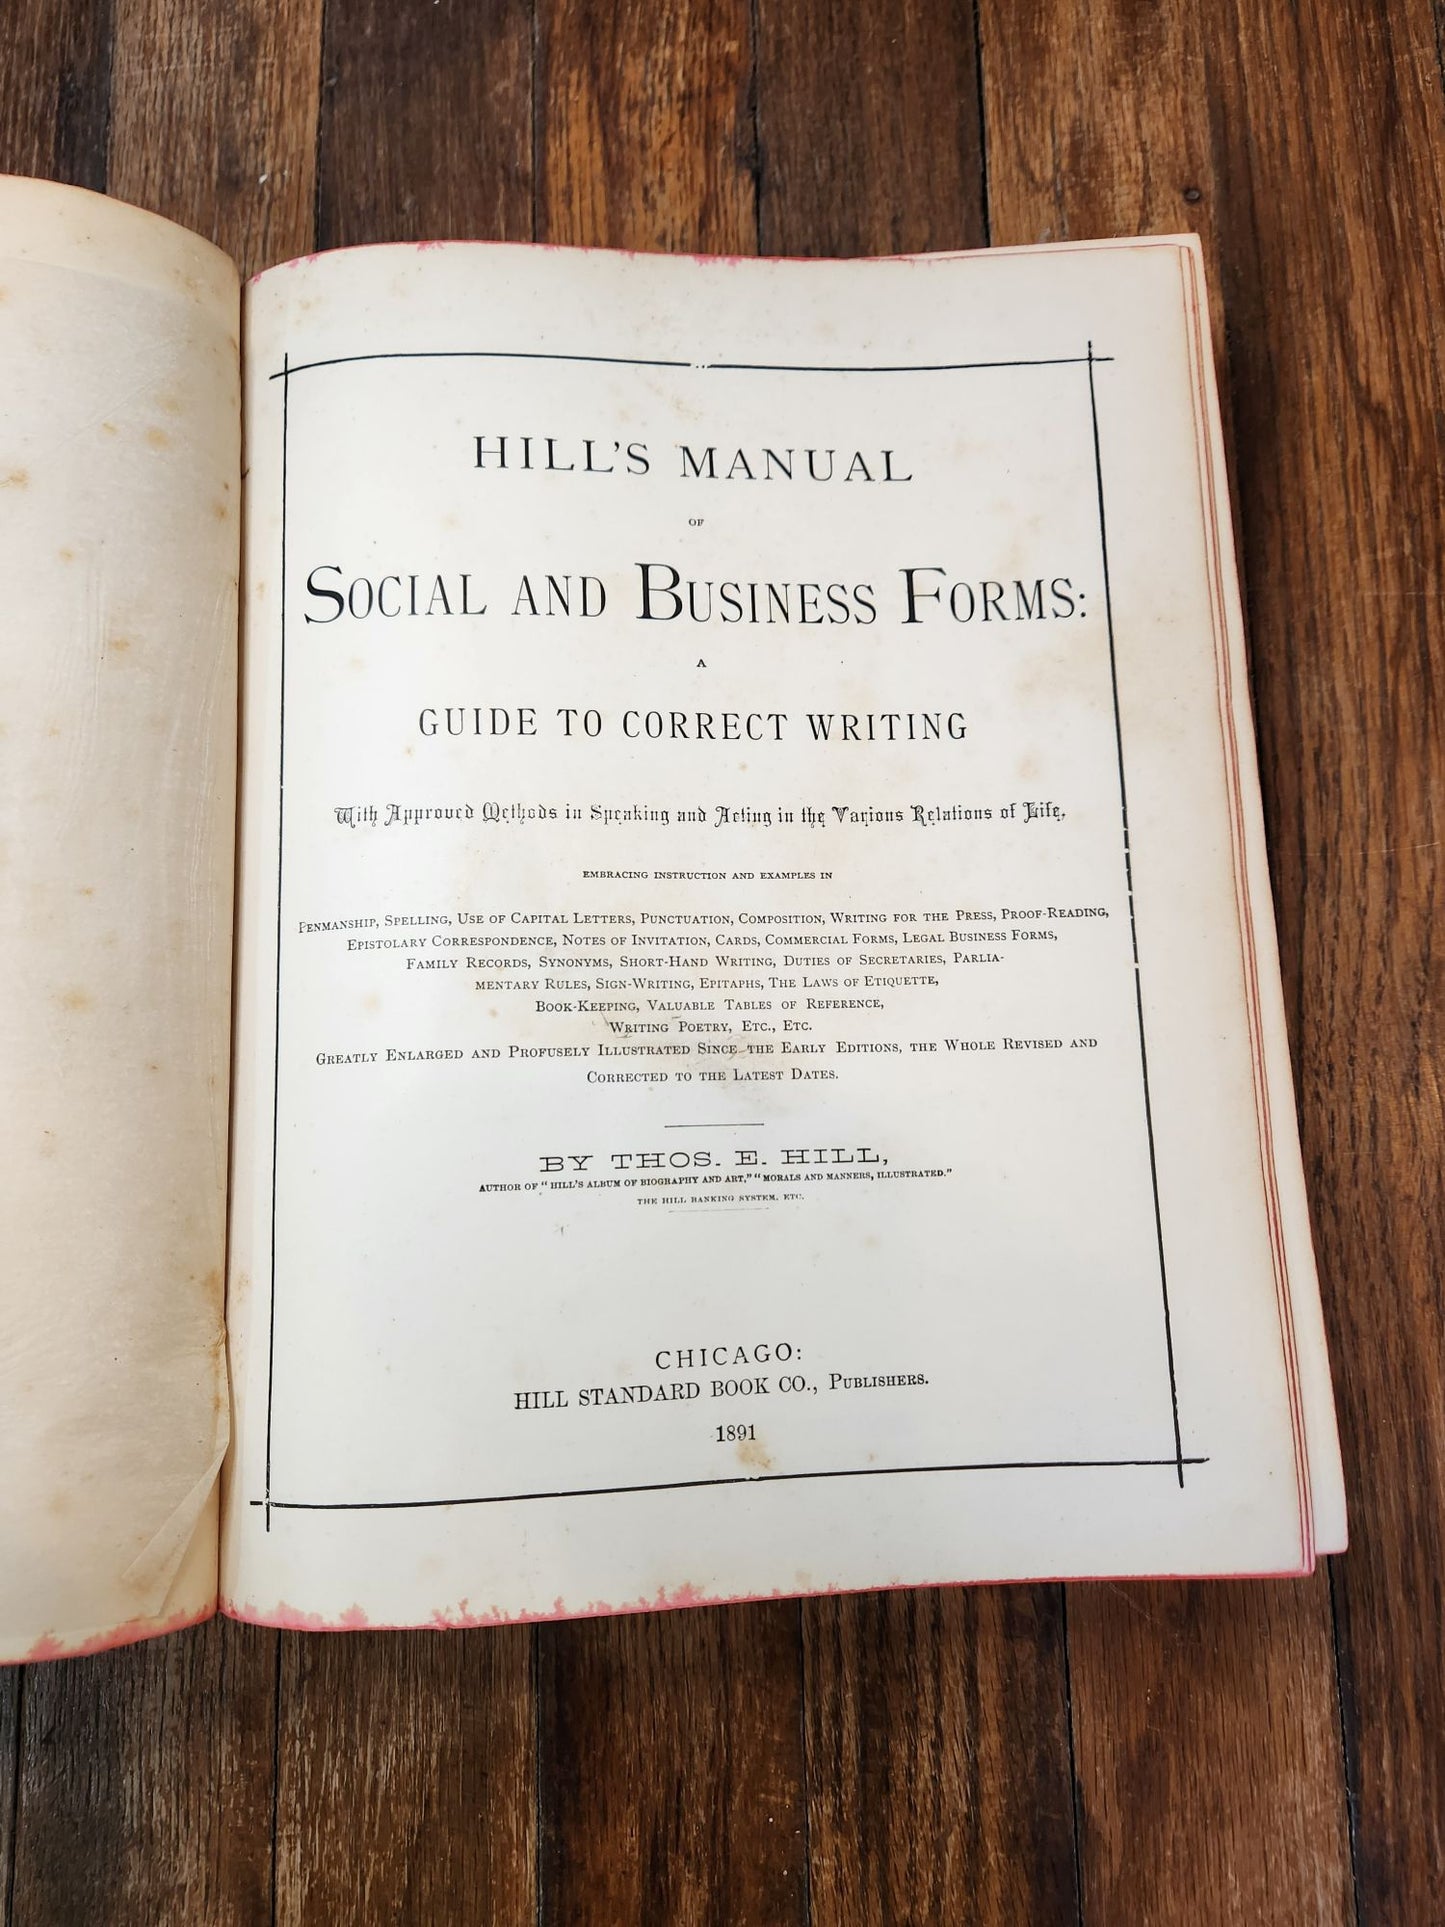 HILL'S MANUAL
OF
SOCIAL AND BUSINESS FORMS:
A
GUIDE TO CORRECT WRITING
With Approved Methods in Speaking and Acting in the Various Relations of Life,
EMBRACING INSTRUCTION AND EXAMPLES IN
PENMANSHIP, SPELLING, USE OF CAPITAL LETTERS, PUNCTUATION, COMPOSITION, WRITING FOR THE PRESS, PROOF-READING,
EPISTOLARY CORRESPONDENCE, NOTES OF INVITATION, CARDS, COMMERCIAL FORMS, LEGAL BUSINESS FORMS,
FAMILY RECORDS, SYNONYMS, SHORT-HAND WRITING, DUTIES OF SECRETARIES, PARLIA-
MENTARY RULES, SIGN-WRITING, EPITAPHS, THE LAWS OF ETIQUETTE,
BOOK-KEEPING, VALUABLE TABLES OF REFERENCE,
WRITING POETRY, ETC., ETC.
GREATLY ENLARGED AND PROFUSELY ILLUSTRATED SINCE THE EARLY EDITIONS, THE WHOLE REVISED AND
CORRECTED TO THE LATEST DATES.
BY THOS. E. HILL,
AUTHOR OF "HILL'S ALBUM OF BIOGRAPHY AND ART," "MORALS AND MANNERS, ILLUSTRATED."
THE HILL BANKING SYSTEM, ETC.
CHICAGO:
HILL STANDARD BOOK CO., PUBLISHERS.
1891